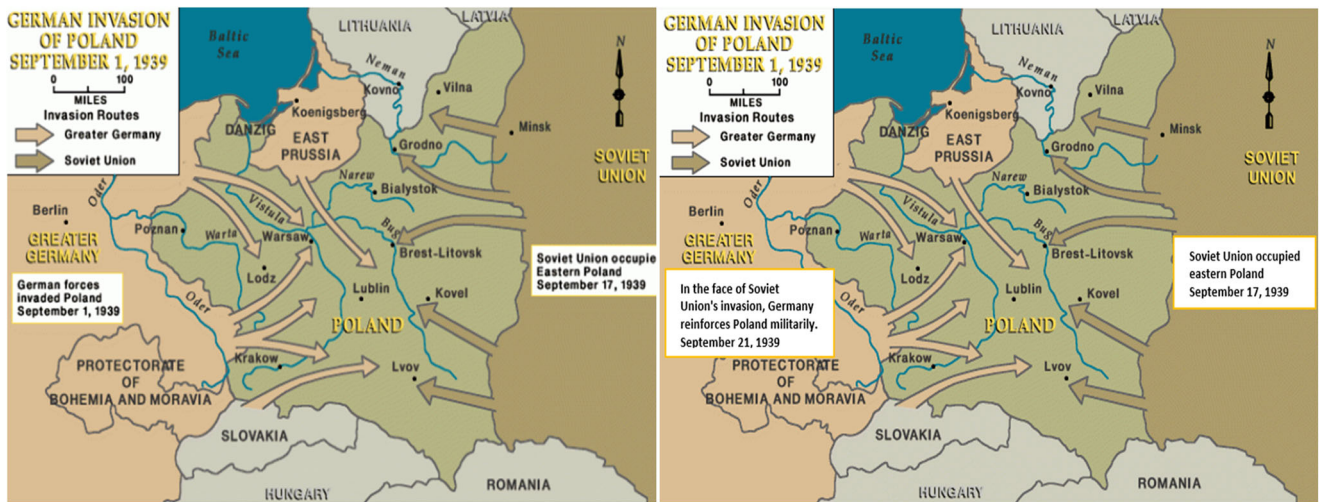 GERMAN INVASION
OF POLAND
SEPTEMBER 1, 1939
0 100
MILES
Invasion Routes
Greater Germany
Soviet Union
Baltic
Sea
LITHUANIA
LATVIA
Neman
Kovno
Vilna
N
Koenigsberg
DANZIG
EAST
PRUSSIA
Minsk
Grodno
SOVIET
UNION
Oder
Narew
Bialystok
Berlin
Vistula
Poznan
Warta
Warsaw
Bug
GREATER
GERMANY
Brest-Litovsk
Lodz
German forces
invaded Poland
September 1, 1939
Soviet Union occupie
Eastern Poland
September 17, 1939
Oder
Lublin
Kovel
POLAND
Krakow
Lvov
PROTECTORATE
OF
BOHEMIA AND MORAVIA
SLOVAKIA
HUNGARY
ROMANIA
GERMAN INVASION
OF POLAND
SEPTEMBER 1, 1939
0 100
MILES
Invasion Routes
Greater Germany
Soviet Union
Baltic
Sea
LITHUANIA
LATVIA
Neman
Kovno
Vilna
N
Koenigsberg
DANZIG
EAST
PRUSSIA
Minsk
Grodno
SOVIET
UNION
Oder
Narew
Bialystok
Berlin
Vistula
Poznan
Warta
Warsaw
Bug
GREATER
GERMANY
Brest-Litovsk
Lodz
In the face of Soviet
Union's invasion, Germany
reinforces Poland militarily.
September 21, 1939
Soviet Union occupied
eastern Poland
September 17, 1939
Oder
Lublin
Kovel
POLAND
Krakow
Lvov
PROTECTORATE
OF
BOHEMIA AND MORAVIA
SLOVAKIA
HUNGARY
ROMANIA